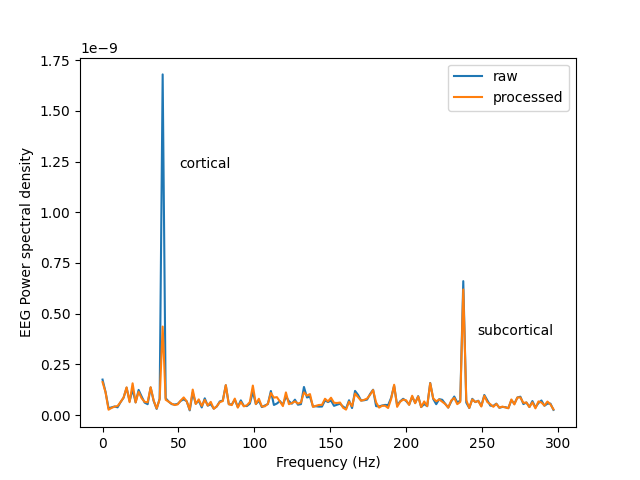 1e−9
1.75
1.50
1.25
1.00
0.75
0.50
0.25
0.00
EEG Power spectral density
raw
processed
cortical
subcortical
0 50 100 150 200 250 300
Frequency (Hz)